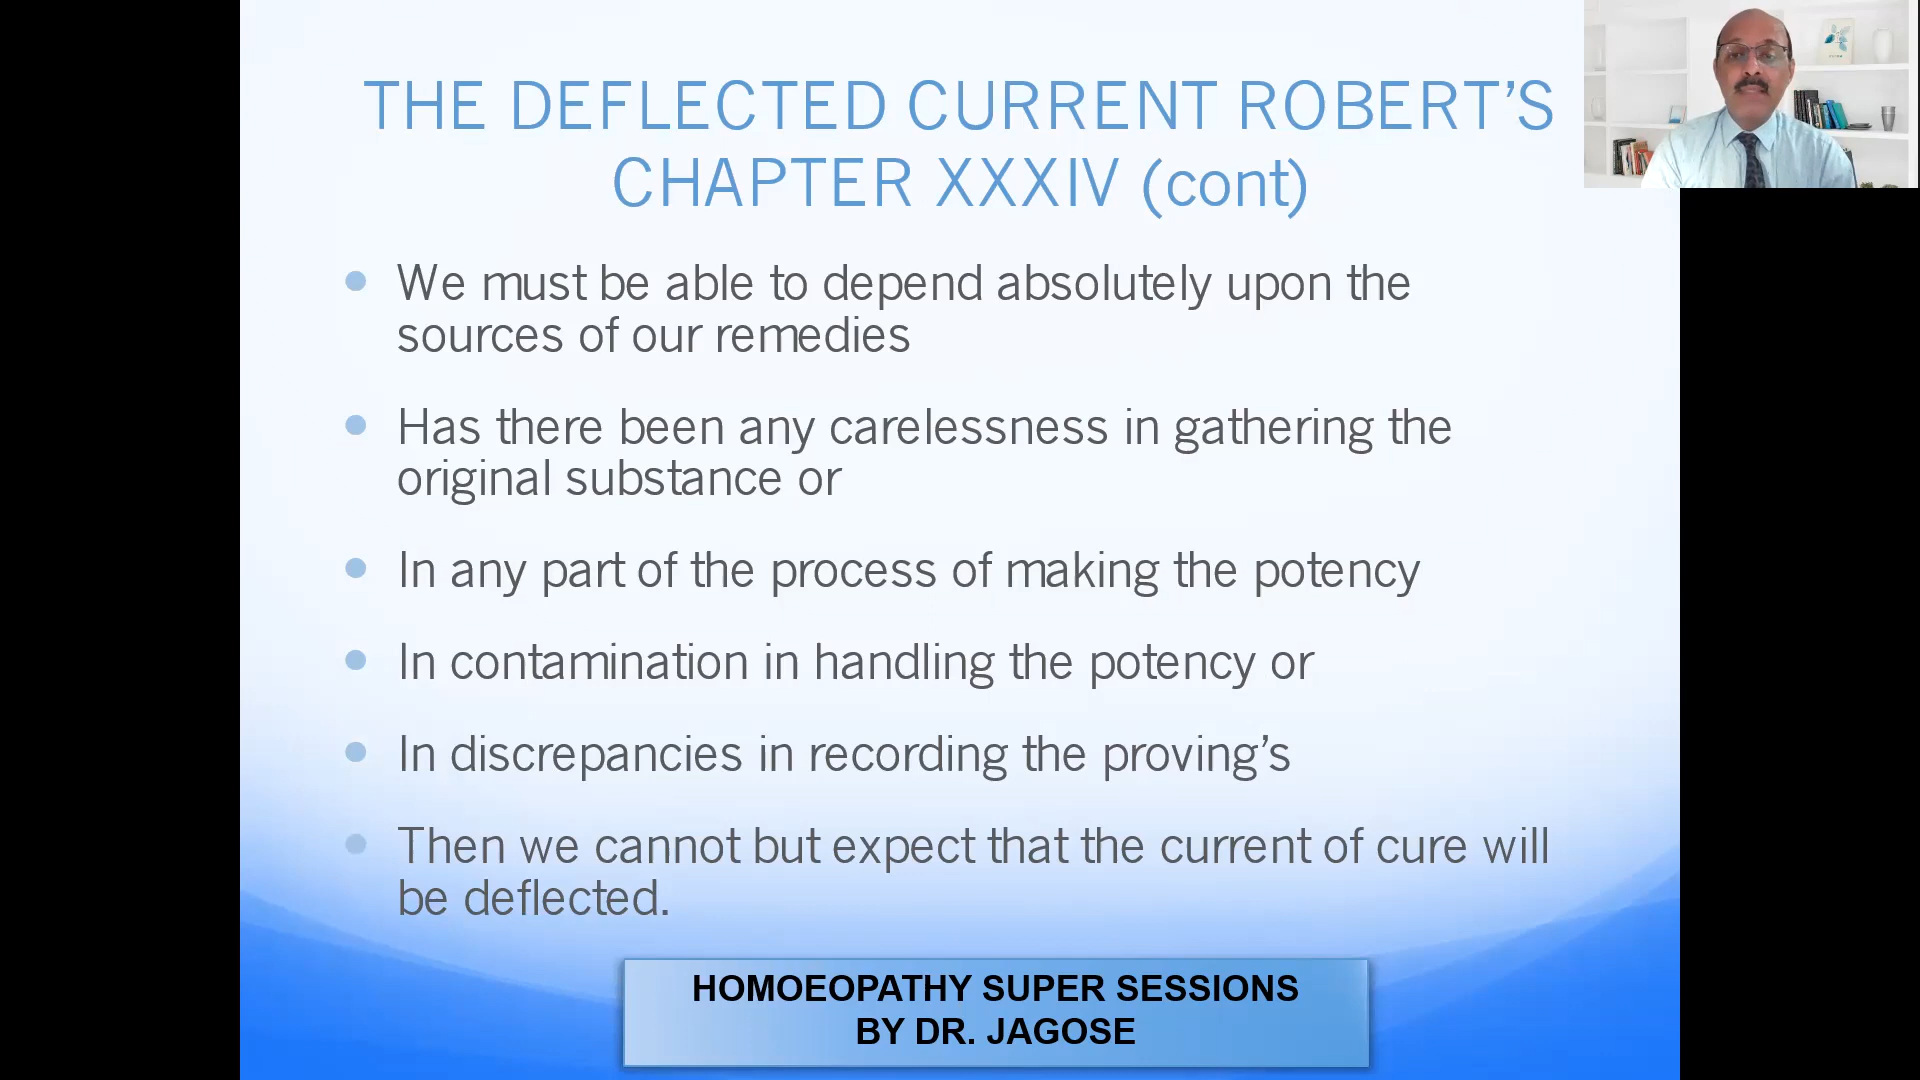 THE DEFLECTED CURRENT ROBERT’S
CHAPTER XXXIV (cont)
We must be able to depend absolutely upon the
sources of our remedies
Has there been any carelessness in gathering the
original substance or
In any part of the process of making the potency
In contamination in handling the potency or
In discrepancies in recording the proving’s
Then we cannot but expect that the current of cure will
be deflected.
HOMOEOPATHY SUPER SESSIONS
BY DR. JAGOSE